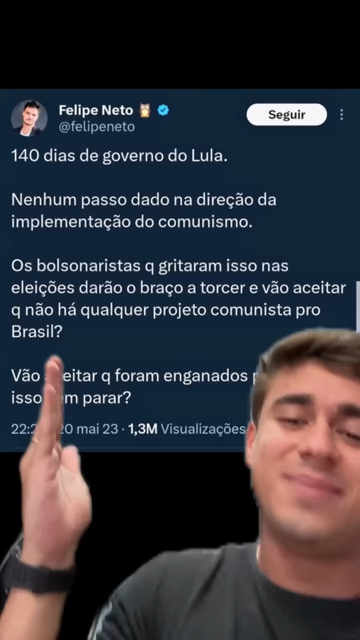 Felipe Neto
@felipeneto
Seguir
140 dias de governo do Lula.
Nenhum passo dado na direção da
implementação do comunismo.
Os bolsonaristas q gritaram isso nas
eleições darão o braço a torcer e vão aceitar
q não há qualquer projeto comunista pro
Brasil?
Vão q foram enganados
isso parar?
mai 23 · 1,3M Visualizações